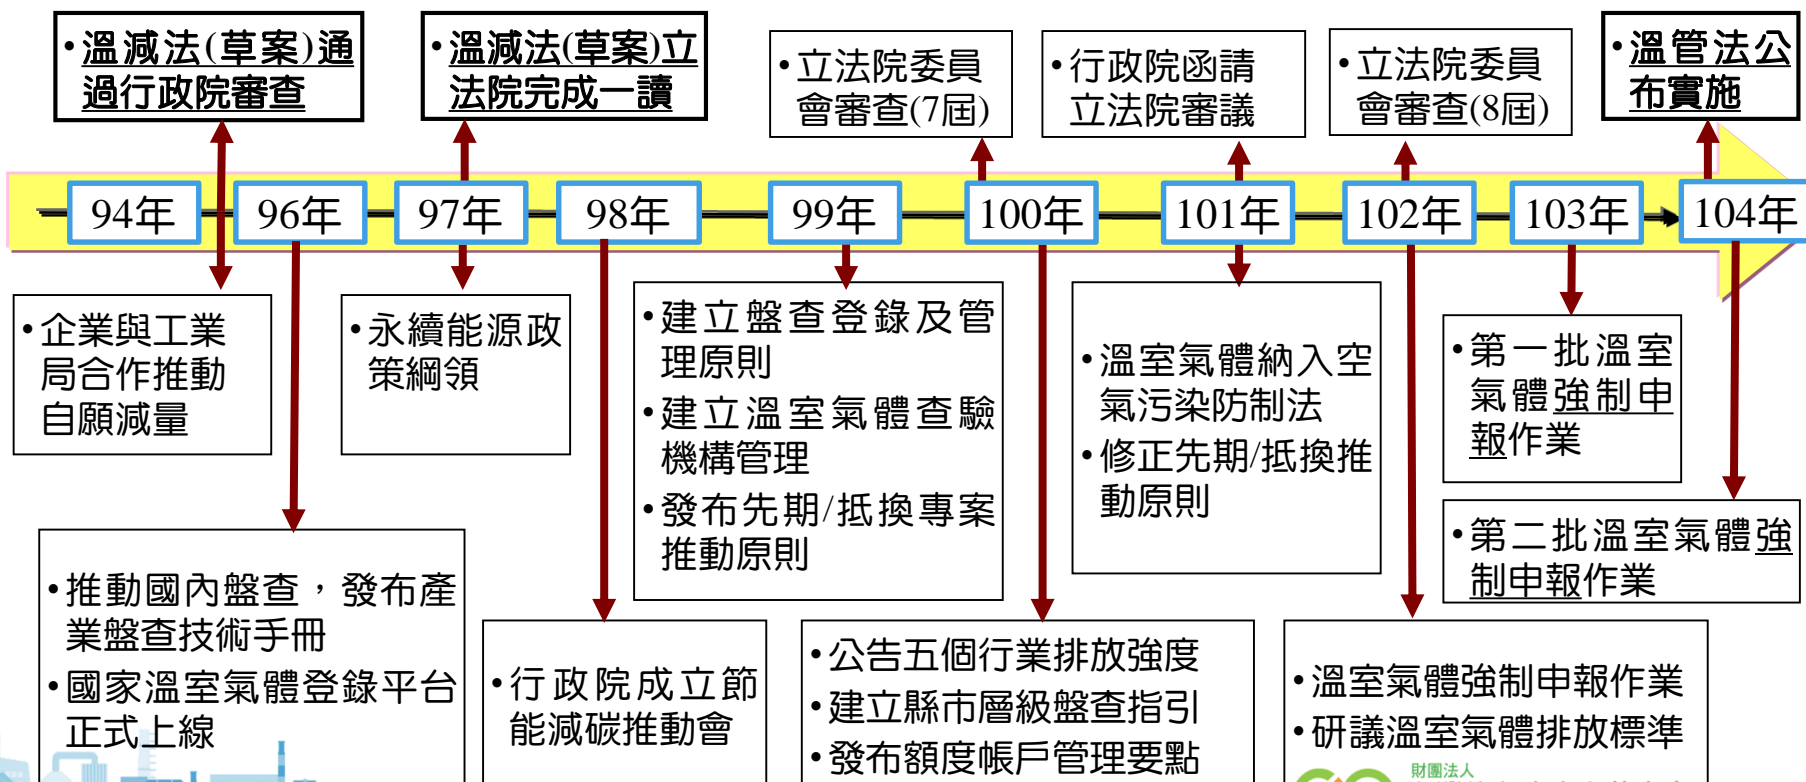 •溫減法(草案)通
過行政院審查
•溫減法(草案)立
法院完成一讀
•立法院委員
會審查(7屆)
•行政院函請
立法院審議
•立法院委員
會審查(8屆)
•溫管法公
布實施
94年
96年
97年
98年
99年
100年
101年
102年
103年
104年
•企業與工業
局合作推動
自願減量
•永續能源政
策綱領
•建立盤查登錄及管
理原則
•建立溫室氣體查驗
機構管理
•發布先期/抵換專案
推動原則
•溫室氣體納入空
氣污染防制法
•修正先期/抵換推
動原則
•第一批溫室
氣體強制申
報作業
•第二批溫室氣體強
制申報作業
•推動國內盤查，發布產
業盤查技術手冊
•國家溫室氣體登錄平台
正式上線
•行政院成立節
能減碳推動會
•公告五個行業排放強度
•建立縣市層級盤查指引
•發布額度帳戶管理要點
•溫室氣體強制申報作業
•研議溫室氣體排放標準
財團法人